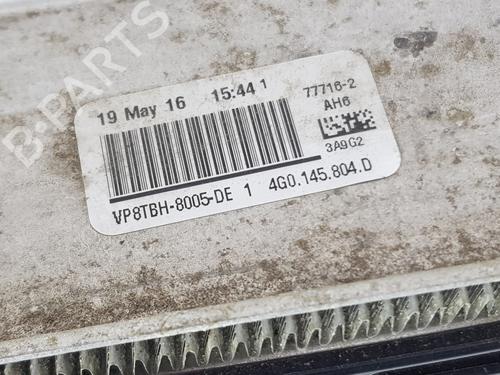 B-PARTS
19 May 16 15:44 1
77716-2
AH6
3A9G2
VP8TBH-8005-DE 1 4G0.145.804.D